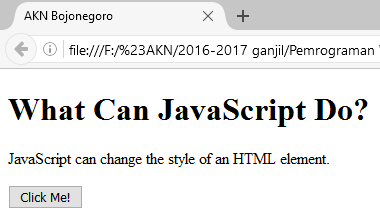 AKN Bojonegoro
file:///F:/%23AKN/2016-2017 ganjil/Pemrograman
What Can JavaScript Do?
JavaScript can change the style of an HTML element.
Click Me!